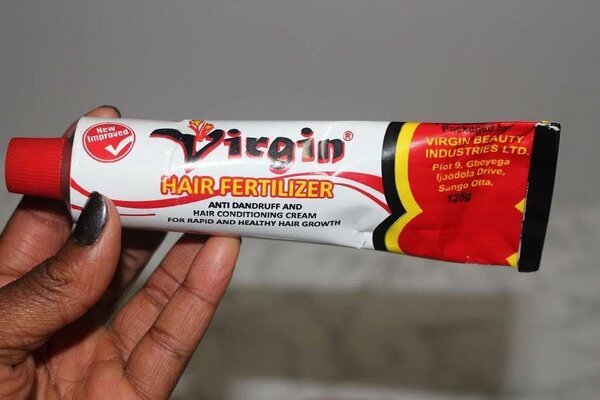 New
Improved
Virgin®
HAIR FERTILIZER
ANTI DANDRUFF AND
HAIR CONDITIONING CREAM
FOR RAPID AND HEALTHY HAIR GROWTH
Packaged by
VIRGIN BEAUTY
INDUSTRIES LTD.
Plot 9, Gboyega
Ijaodola Drive,
Sango Otta,
125g